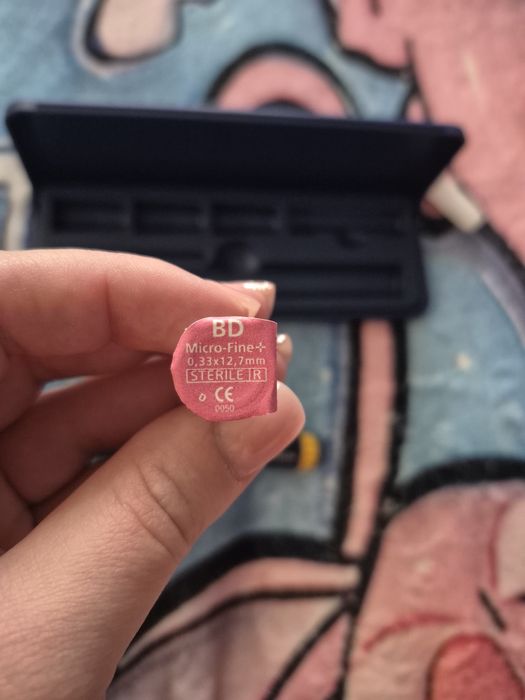 BD
Micro-Fine+
0,33x12,7mm
STERILE R
CE
0050